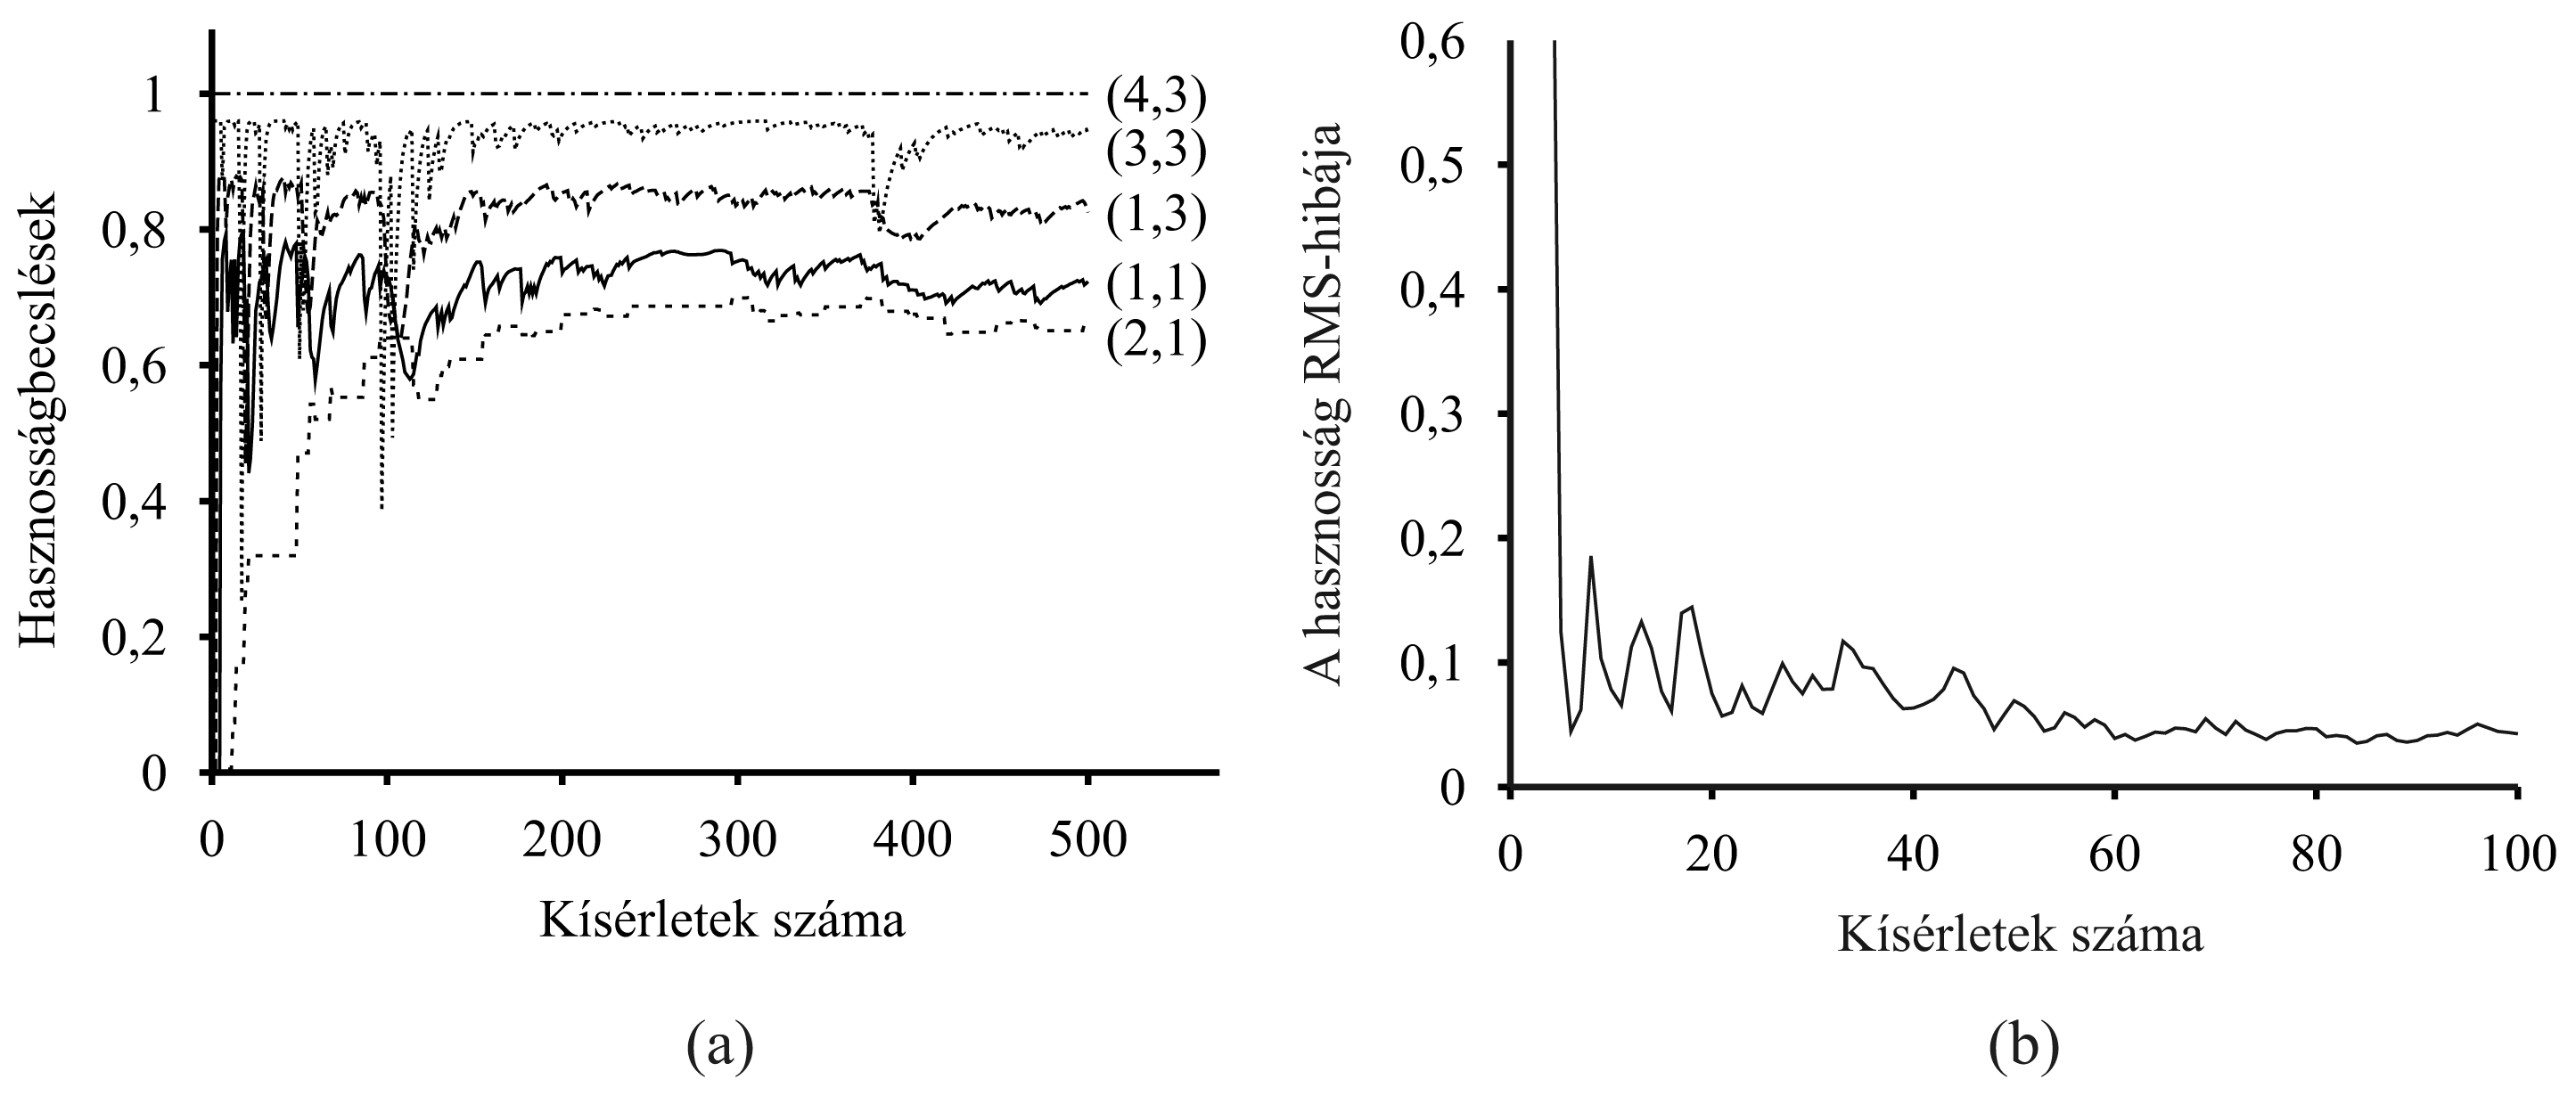 Hasznosságbecslések
1
0,8
0,6
0,4
0,2
0
0 100 200 300 400 500
Kísérletek száma
(4,3)
(3,3)
(1,3)
(1,1)
(2,1)
(a)
A hasznosság RMS-hibája
0,6
0,5
0,4
0,3
0,2
0,1
0
0 20 40 60 80 100
Kísérletek száma
(b)